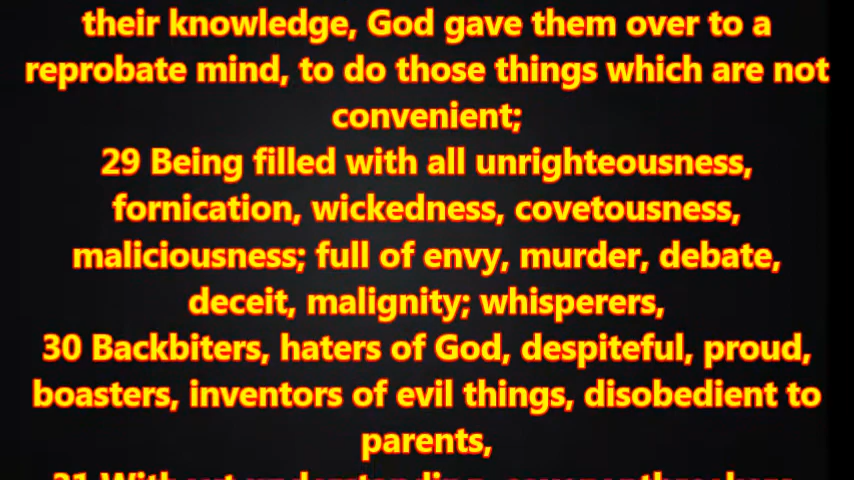 their knowledge, God gave them over to a
reprobate mind, to do those things which are not
convenient;
29 Being filled with all unrighteousness,
fornication, wickedness, covetousness,
maliciousness; full of envy, murder, debate,
deceit, malignity; whisperers,
30 Backbiters, haters of God, despiteful, proud,
boasters, inventors of evil things, disobedient to
parents,